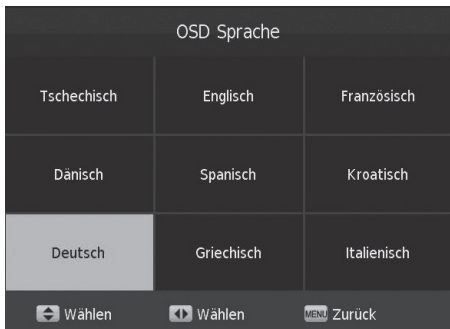 OSD Sprache
Tschechisch Englisch Französisch
Dänisch Spanisch Kroatisch
Deutsch Griechisch Italienisch
Wählen Wählen MENU Zurück